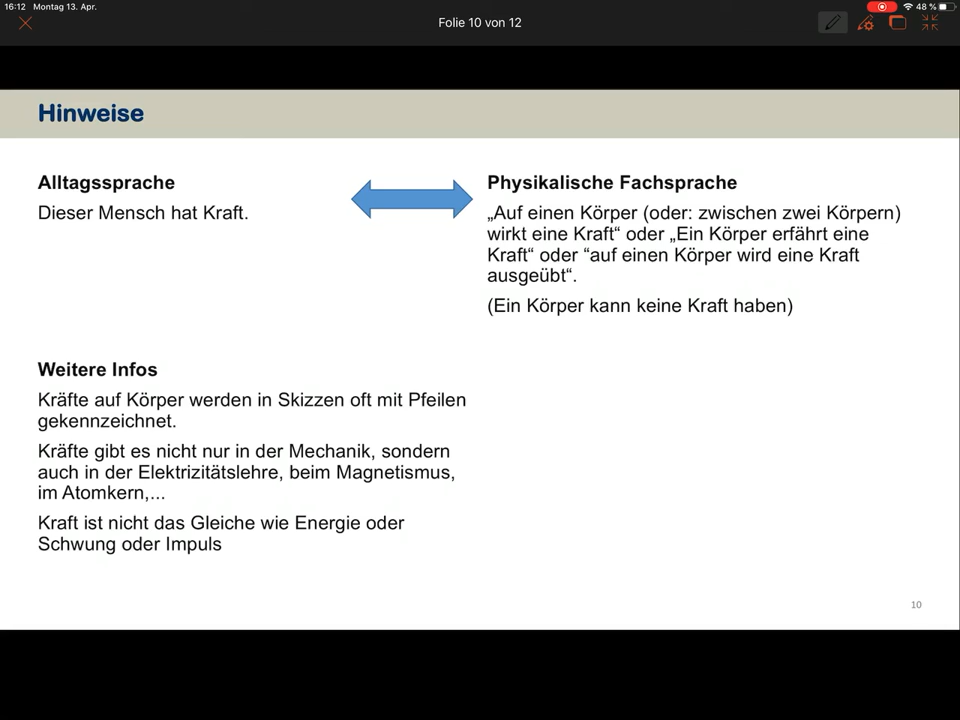 16:12 Montag 13. Apr.
48 %
Folie 10 von 12
Hinweise
Alltagssprache
Dieser Mensch hat Kraft.
Physikalische Fachsprache
„Auf einen Körper (oder: zwischen zwei Körpern)
wirkt eine Kraft“ oder „Ein Körper erfährt eine
Kraft“ oder “auf einen Körper wird eine Kraft
ausgeübt“.
(Ein Körper kann keine Kraft haben)
Weitere Infos
Kräfte auf Körper werden in Skizzen oft mit Pfeilen
gekennzeichnet.
Kräfte gibt es nicht nur in der Mechanik, sondern
auch in der Elektrizitätslehre, beim Magnetismus,
im Atomkern,...
Kraft ist nicht das Gleiche wie Energie oder
Schwung oder Impuls
10